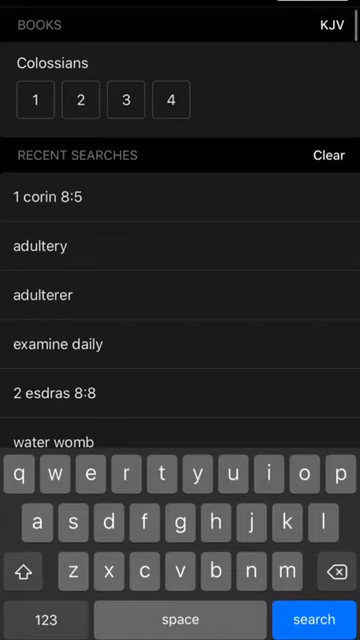 BOOKS KJV
Colossians
1 2 3 4
RECENT SEARCHES Clear
1 corin 8:5
adultery
adulterer
examine daily
2 esdras 8:8
water womb
q w e r t y u i o p
a s d f g h j k l
z x c v b n m
123 space search